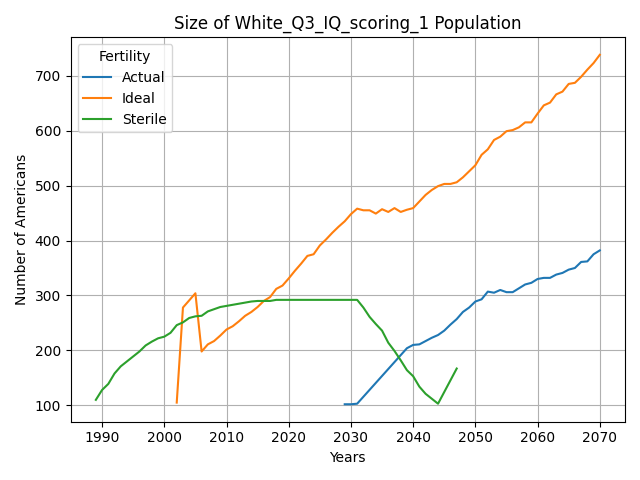 Size of White_Q3_IQ_scoring_1 Population
Fertility
Actual
Ideal
Sterile
Number of Americans
700
600
500
400
300
200
100
1990 2000 2010 2020 2030 2040 2050 2060 2070
Years